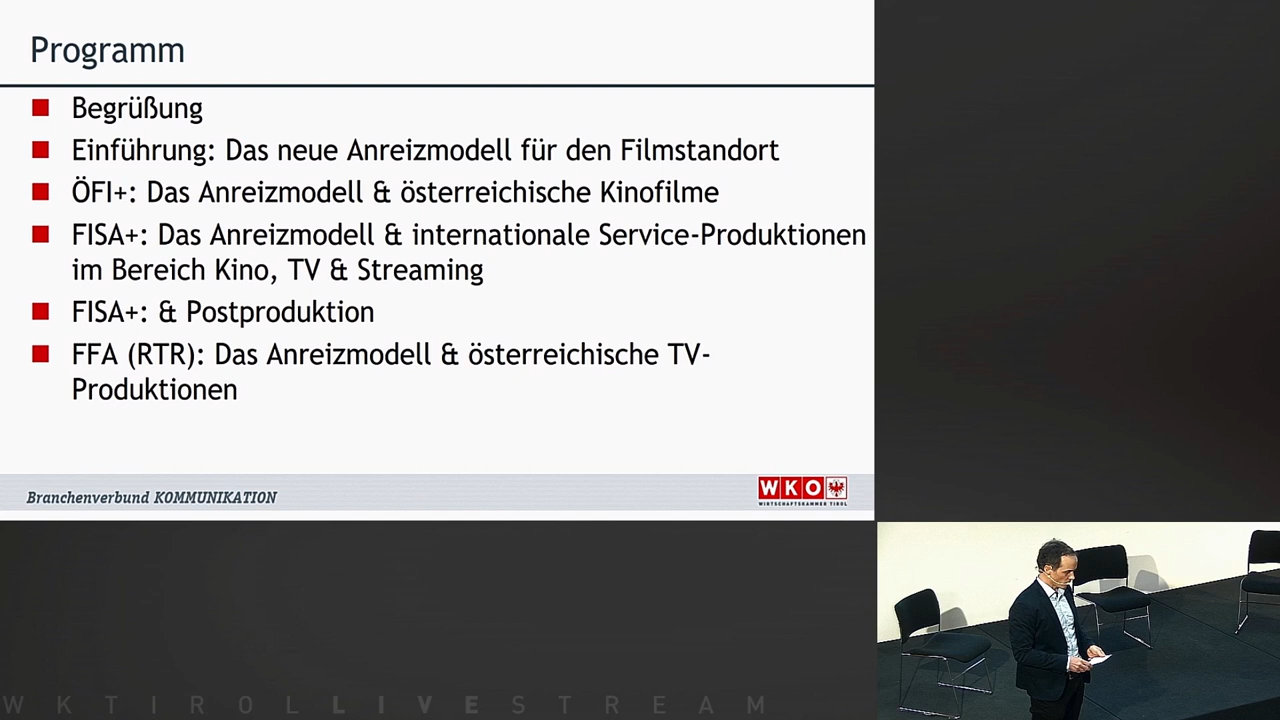 Programm
Begrüßung
Einführung: Das neue Anreizmodell für den Filmstandort
ÖFI+: Das Anreizmodell & österreichische Kinofilme
FISA+: Das Anreizmodell & internationale Service-Produktionen
im Bereich Kino, TV & Streaming
FISA+: & Postproduktion
FFA (RTR): Das Anreizmodell & österreichische TV-
Produktionen
Branchenverbund KOMMUNIKATION
WKO
WIRTSCHAFTSKAMMER TIROL
WKTIROLLIVESTREAM